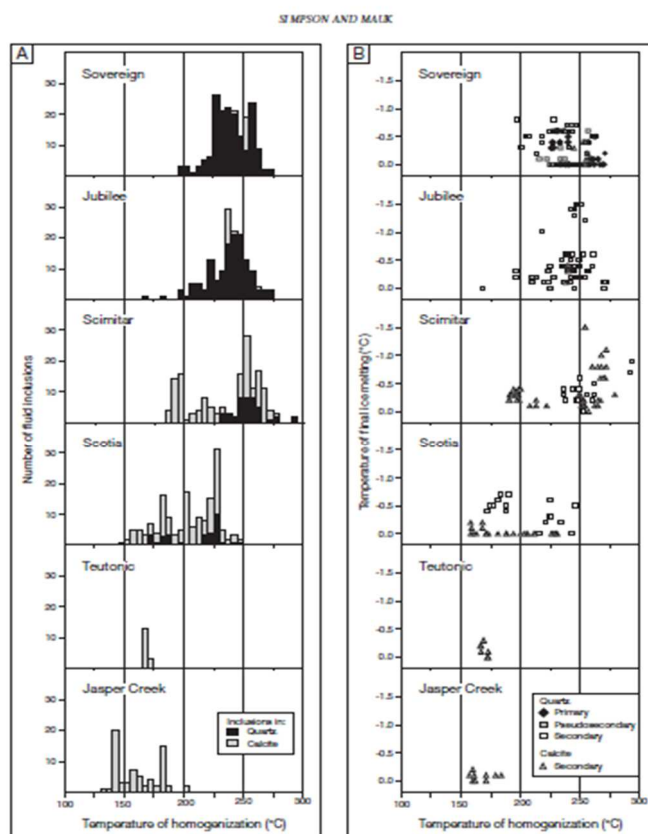 SIMPSON AND MAUK
A
Sovereign
30
20
10
Jubilee
30
20
10
Scimitar
30
20
10
Scotia
30
20
10
Teutonic
30
20
10
Jasper Creek
30
20
10
Inclusions in:
Quartz
Calcite
Number of fluid inclusions
100 150 200 250 300
Temperature of homogenization (°C)
B
Sovereign
-1.5
-1.0
-0.5
0.0
Jubilee
-1.5
-1.0
-0.5
0.0
Scimitar
-1.5
-1.0
-0.5
0.0
Scotia
-1.5
-1.0
-0.5
0.0
Teutonic
-1.5
-1.0
-0.5
0.0
Jasper Creek
-1.5
-1.0
-0.5
0.0
Quartz
Primary
Pseudosecondary
Secondary
Calcite
Secondary
Temperature of final ice melting (°C)
100 150 200 250 300
Temperature of homogenization (°C)